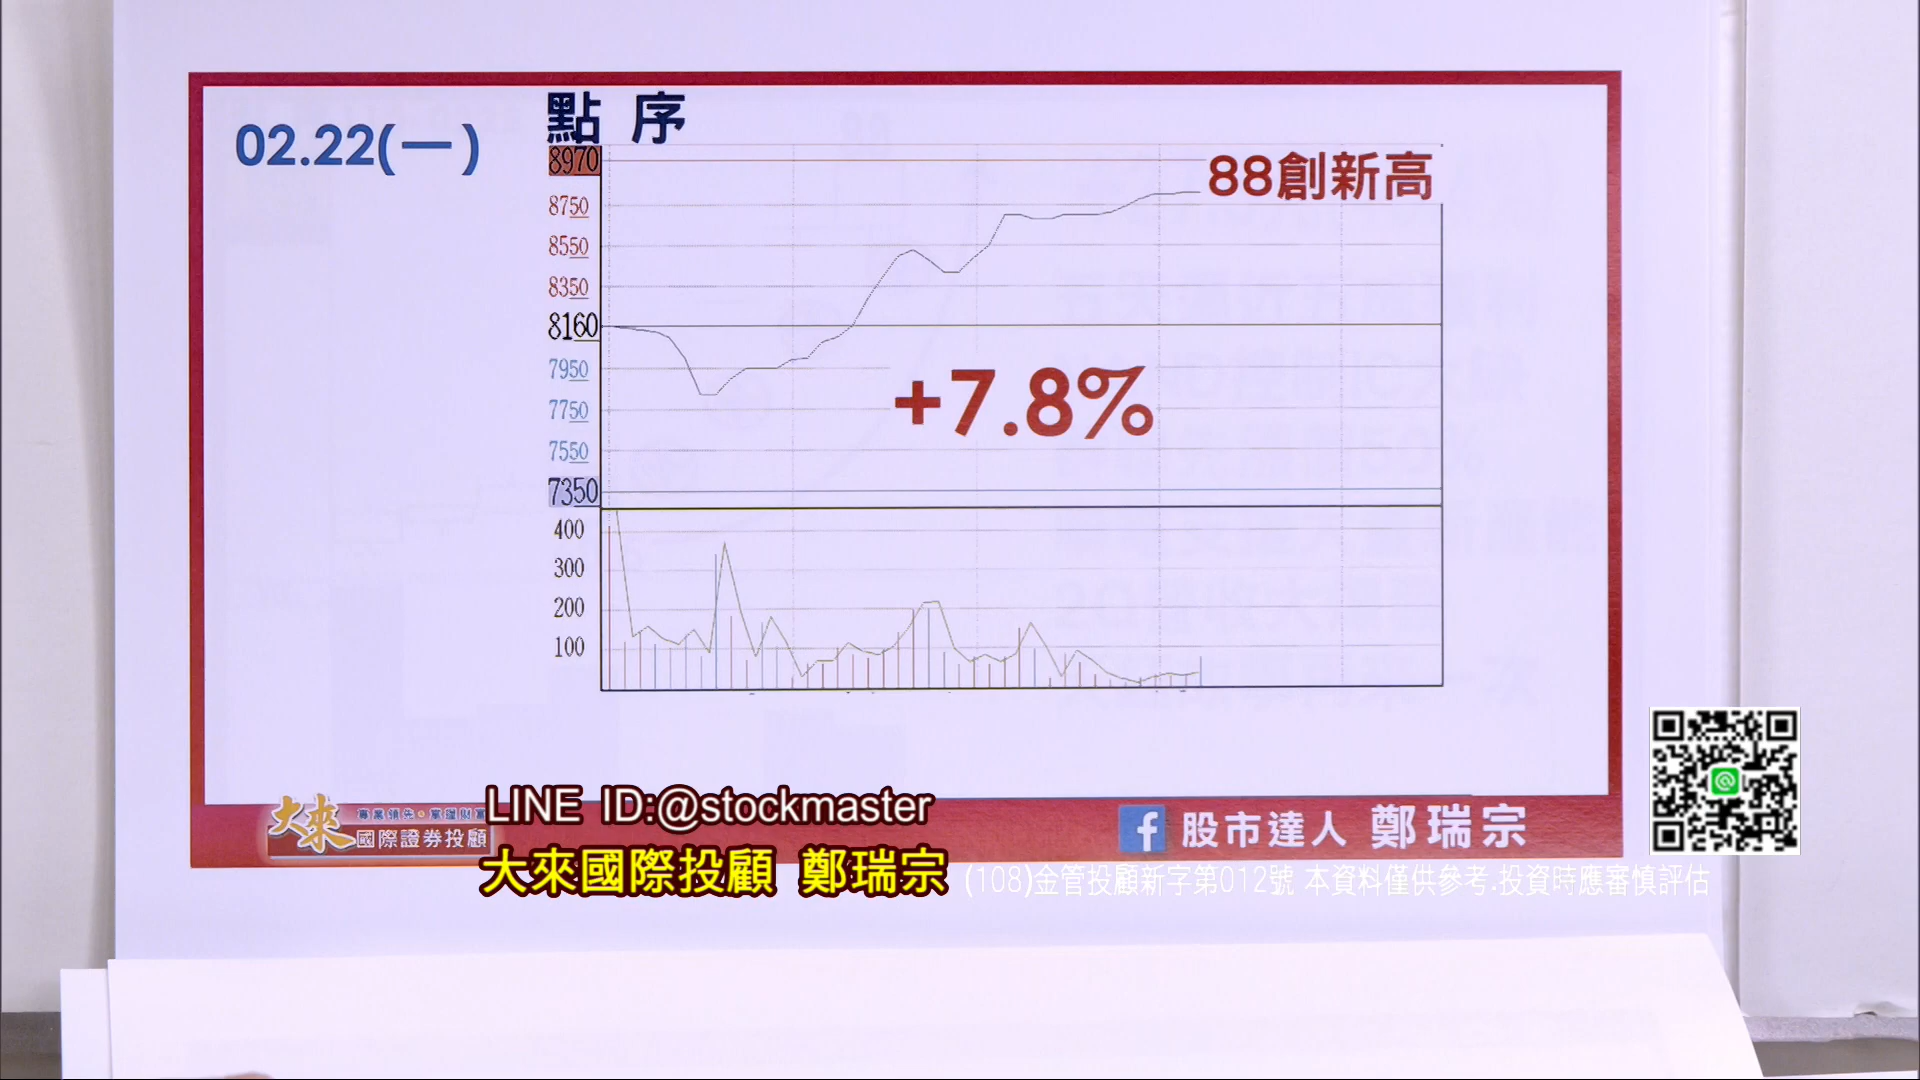 02.22(一)
點 序
88創新高
8970
8750
8550
8350
8160
7950
7750
7550
7350
+7.8%
400
300
200
100
大來
專業領先
國際證券投顧
LINE ID:@stockmaster
大來國際投顧 鄭瑞宗
股市達人 鄭瑞宗
(108)金管投顧新字第012號 本資料僅供參考.投資時應審慎評估